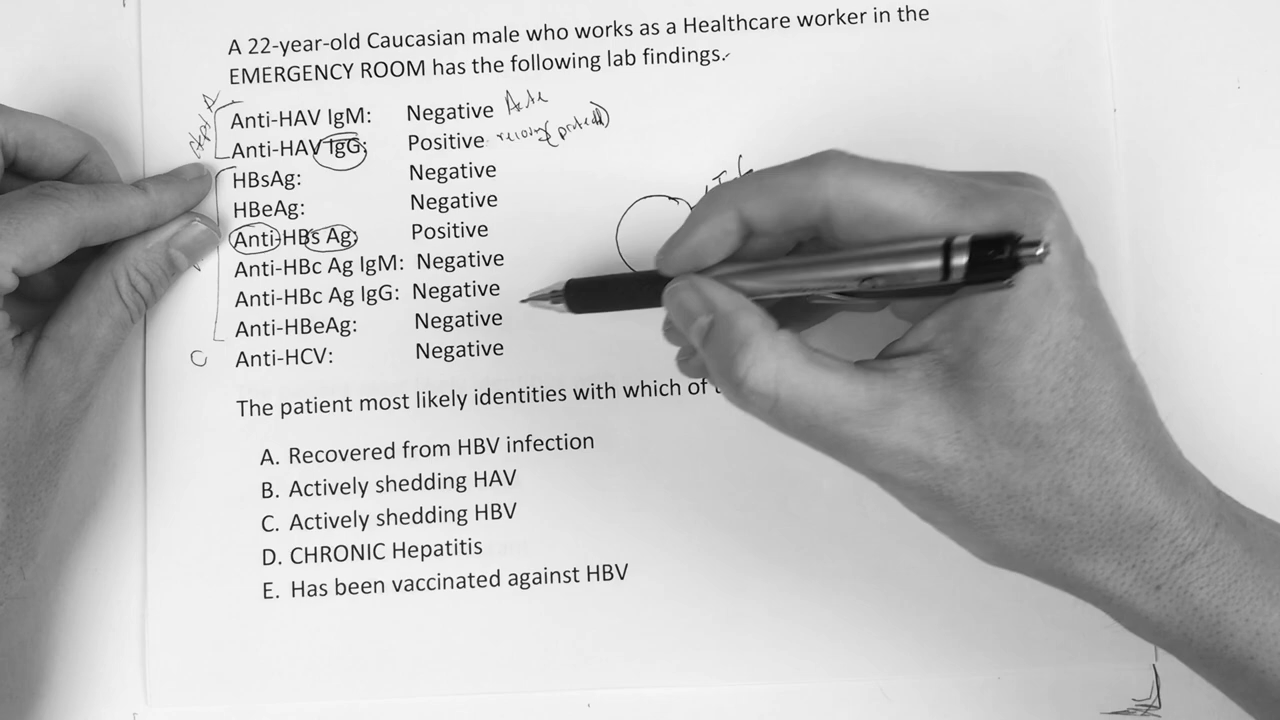 A 22-year-old Caucasian male who works as a Healthcare worker in the
EMERGENCY ROOM has the following lab findings.
Anti-HAV IgM: Negative Acute
Anti-HAV IgG: Positive
HBsAg: Negative
HBeAg: Negative
Anti-HBs Ag: Positive
Anti-HBc Ag IgM: Negative
Anti-HBc Ag IgG: Negative
Anti-HBeAg: Negative
C Anti-HCV: Negative
The patient most likely identities with which of
A. Recovered from HBV infection
B. Actively shedding HAV
C. Actively shedding HBV
D. CHRONIC Hepatitis
E. Has been vaccinated against HBV